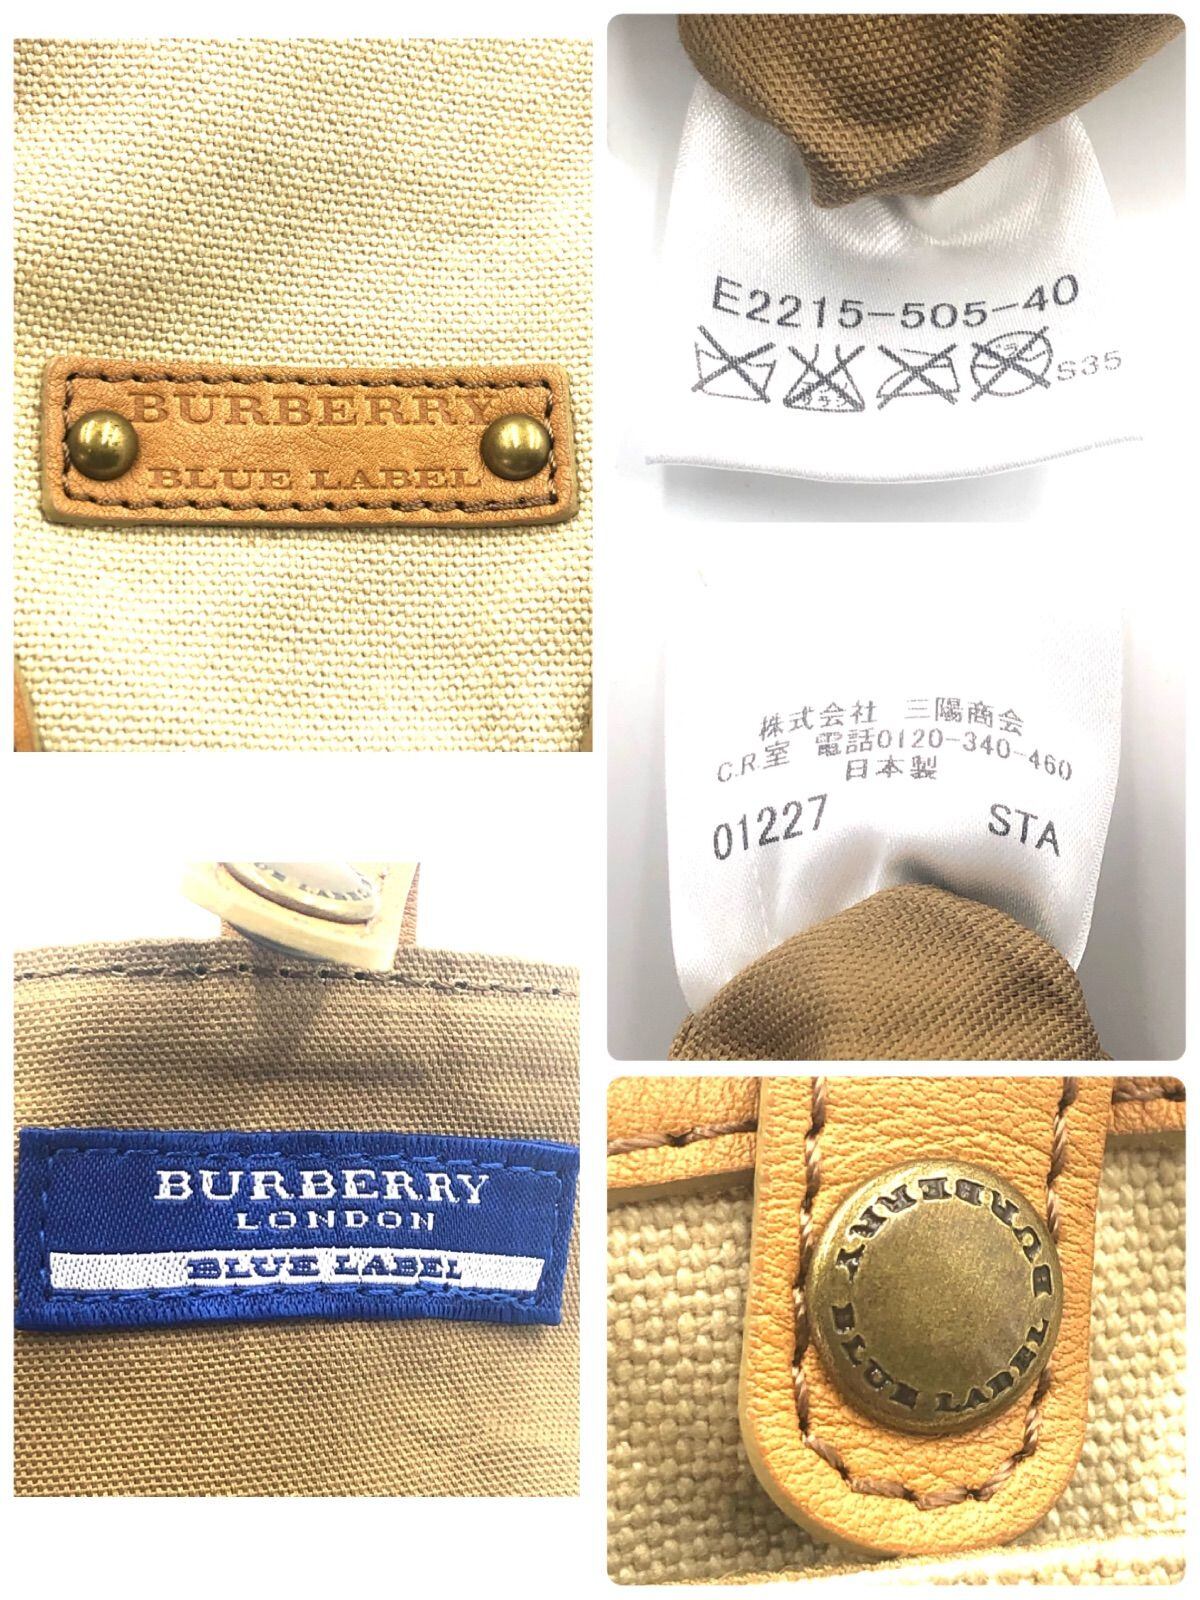 BURBERRY
BLUE LABEL
E2215-505-40
S35
株式会社 三陽商会
C.R.室 電話0120-340-460
日本製
01227 STA
BURBERRY
LONDON
BLUE LABEL
BURBERRY
BLUE LABEL